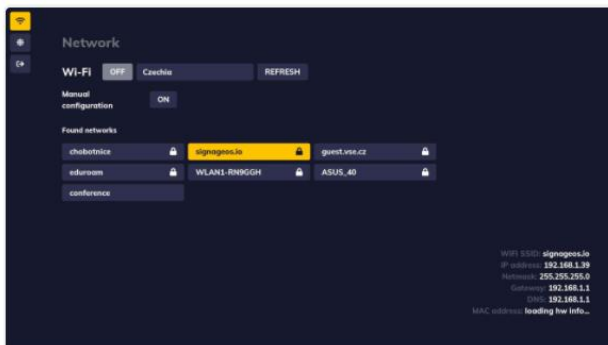 Network
Wi-Fi OFF Czechia REFRESH
Manual
configuration ON
Found networks
chobotnice signageos.io guest.vse.cz
eduroam WLAN1-RN9GGH ASUS_40
conference
WIFI SSID: signageos.io
IP address: 192.168.1.39
Netmask: 255.255.255.0
Gateway: 192.168.1.1
DNS: 192.168.1.1
MAC address: loading hw info...